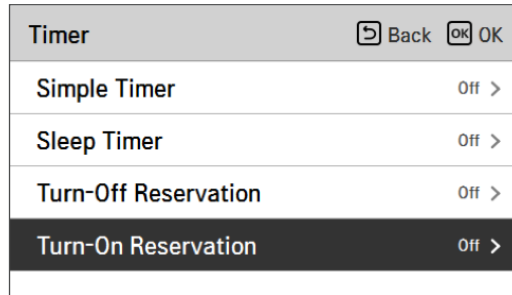 Timer Back OK OK
Simple Timer Off >
Sleep Timer Off >
Turn-Off Reservation Off >
Turn-On Reservation Off >